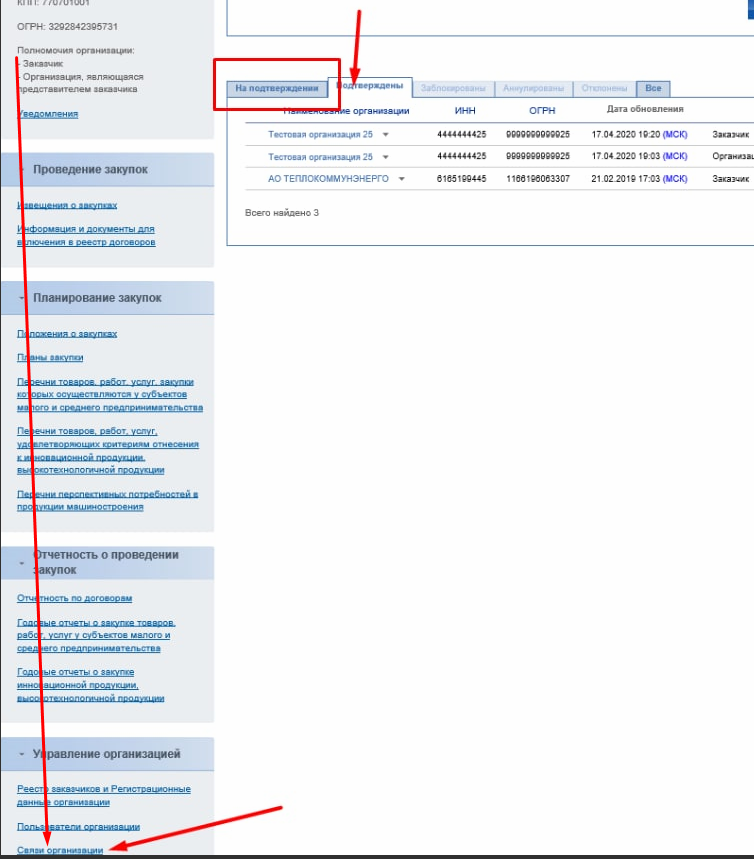 КПП: 770701001
ОГРН: 3292842395731
Полномочия организации:
- Заказчик
- Организация, являющаяся
представителем заказчика
Уведомления
Проведение закупок
Извещения о закупках
Информация и документы для
включения в реестр договоров
Планирование закупок
Положения о закупках
Планы закупки
Перечни товаров, работ, услуг, закупки
которых осуществляются у субъектов
малого и среднего предпринимательства
Перечни товаров, работ, услуг,
удовлетворяющих критериям отнесения
к инновационной продукции,
высокотехнологичной продукции
Перечни перспективных потребностей в
продукции машиностроения
Отчетность о проведении
закупок
Отчетность по договорам
Годовые отчеты о закупке товаров,
работ, услуг у субъектов малого и
среднего предпринимательства
Годовые отчеты о закупке
инновационной продукции,
высокотехнологичной продукции
Управление организацией
Реестр заказчиков и Регистрационные
данные организации
Пользователи организации
Связи организации
На подтверждении Подтверждены Заблокированы Аннулированы Отклонены Все
Наименование организации ИНН ОГРН Дата обновления
Тестовая организация 25 4444444425 9999999999925 17.04.2020 19:20 (МСК) Заказчик
Тестовая организация 25 4444444425 9999999999925 17.04.2020 19:03 (МСК) Организац
АО ТЕПЛОКОММУНЭНЕРГО 6165199445 1166196063307 21.02.2019 17:03 (МСК) Заказчик
Всего найдено 3